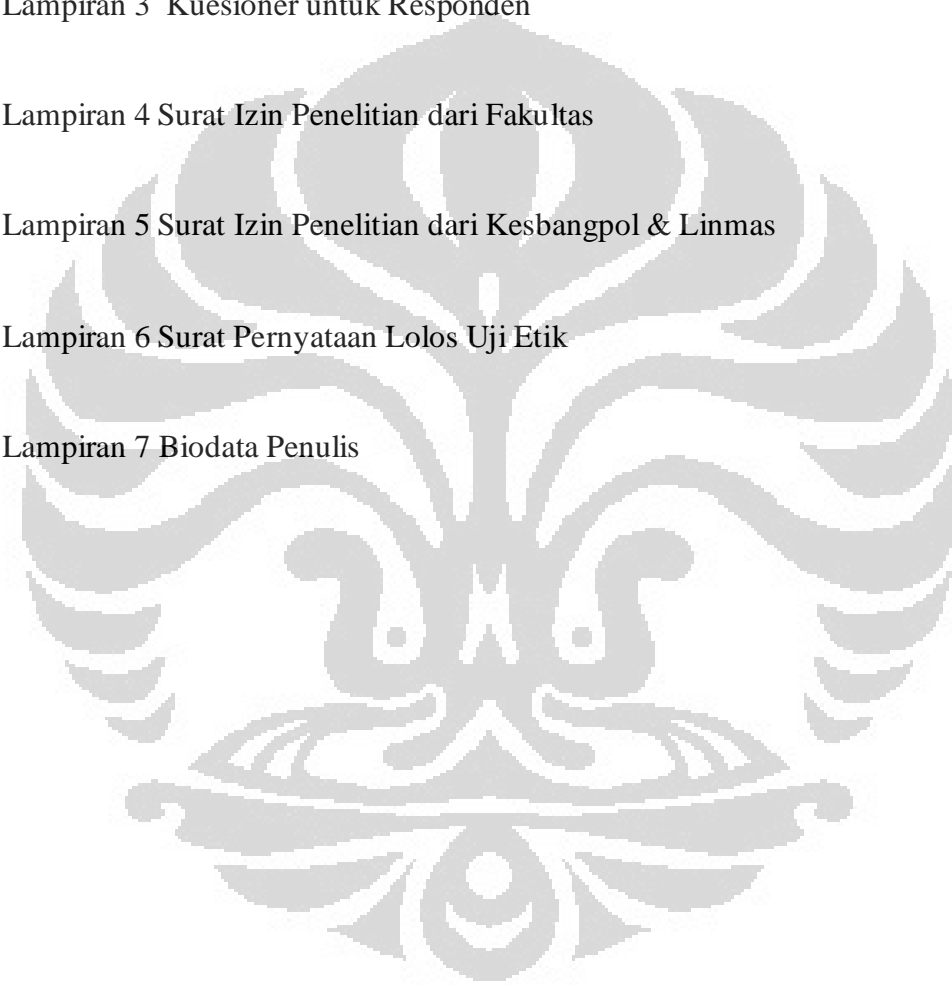 Lampiran 3 Kuesioner untuk Responden
Lampiran 4 Surat Izin Penelitian dari Fakultas
Lampiran 5 Surat Izin Penelitian dari Kesbangpol & Linmas
Lampiran 6 Surat Pernyataan Lolos Uji Etik
Lampiran 7 Biodata Penulis